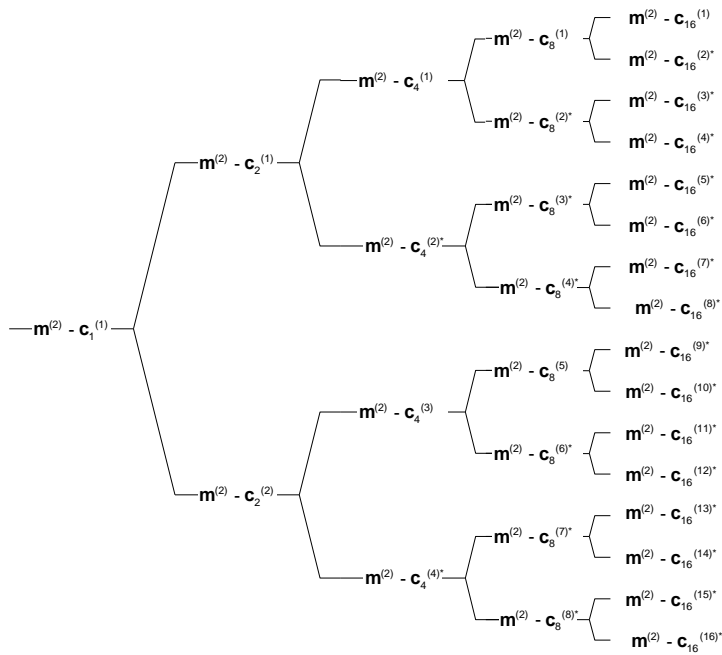 m(2) - c16(1)
m(2) - c8(1)
m(2) - c16(2)*
m(2) - c4(1)
m(2) - c16(3)*
m(2) - c8(2)*
m(2) - c16(4)*
m(2) - c2(1)
m(2) - c16(5)*
m(2) - c8(3)*
m(2) - c16(6)*
m(2) - c4(2)*
m(2) - c16(7)*
m(2) - c8(4)*
m(2) - c16(8)*
m(2) - c1(1)
m(2) - c16(9)*
m(2) - c8(5)
m(2) - c16(10)*
m(2) - c4(3)
m(2) - c16(11)*
m(2) - c8(6)*
m(2) - c16(12)*
m(2) - c2(2)
m(2) - c16(13)*
m(2) - c8(7)*
m(2) - c16(14)*
m(2) - c4(4)*
m(2) - c16(15)*
m(2) - c8(8)*
m(2) - c16(16)*